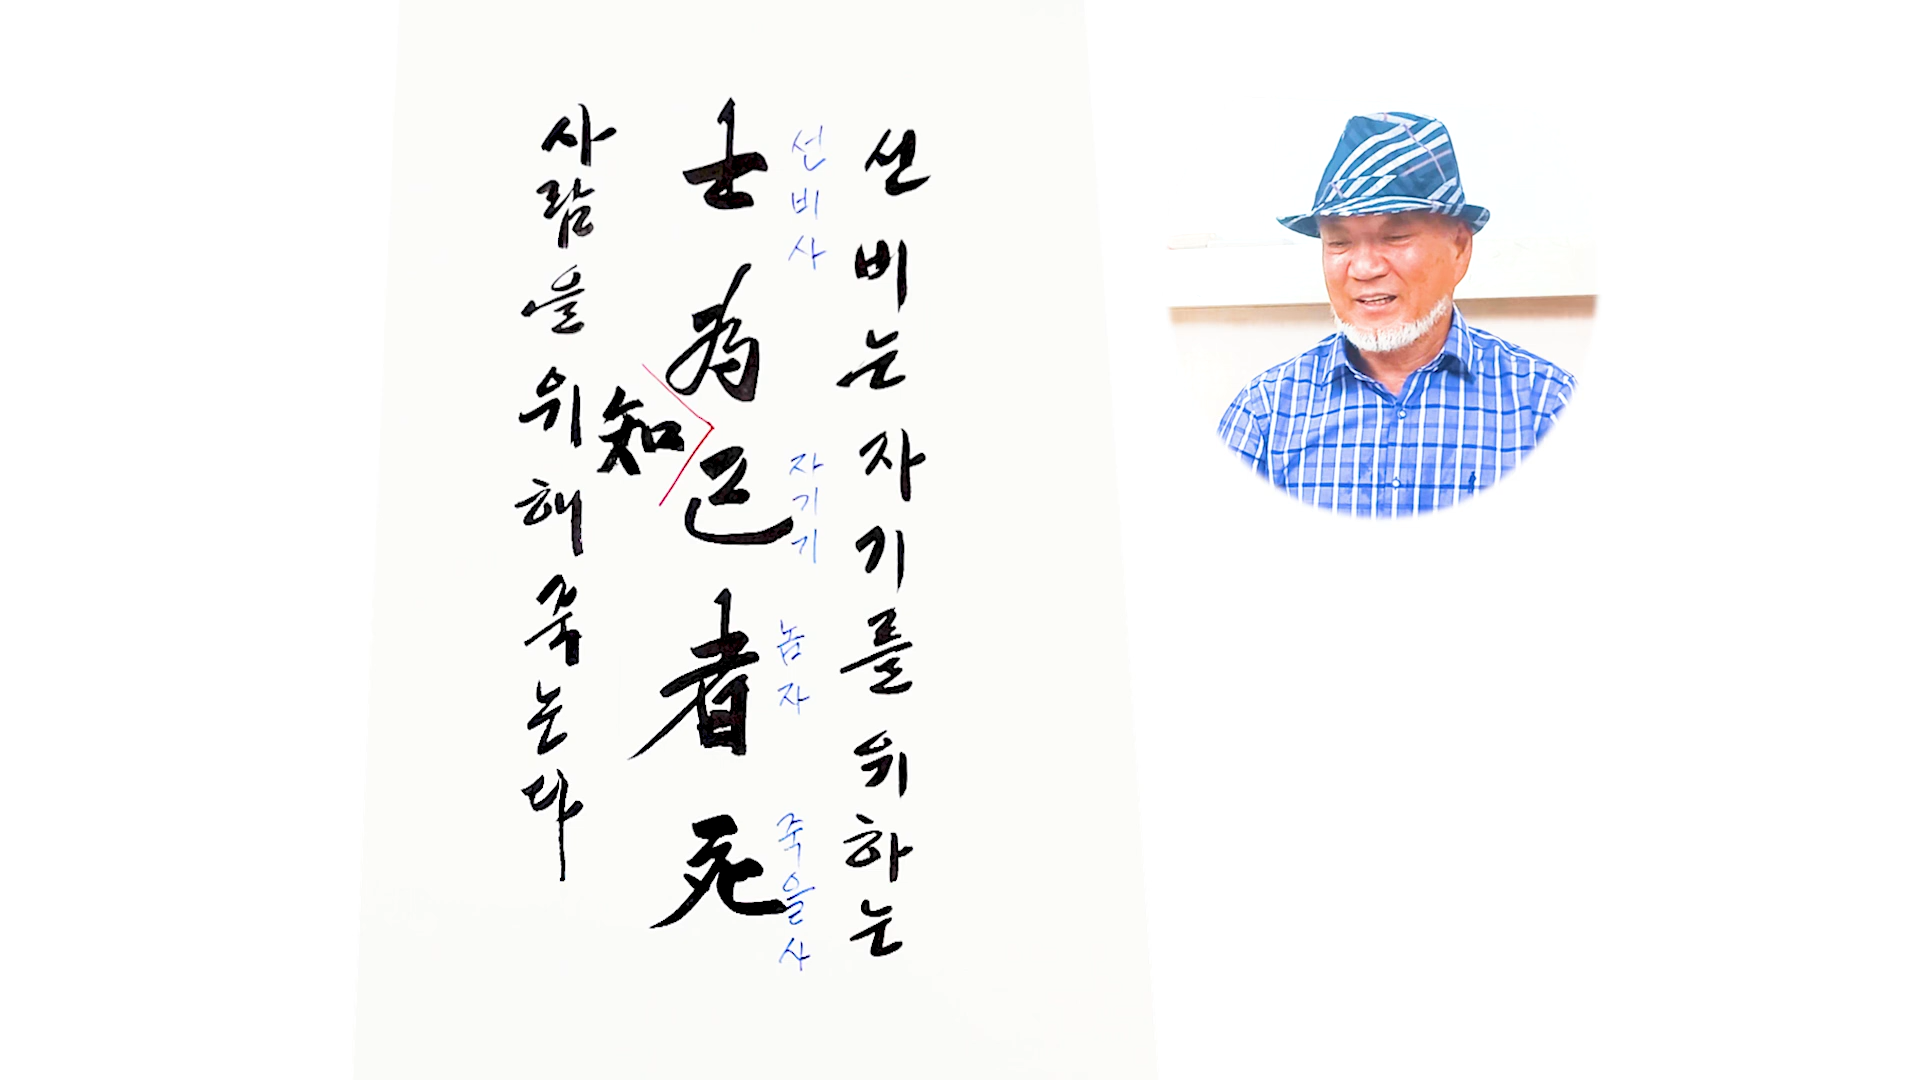 선비는자기를위하는
선비사
자기기
놈자
죽을사
士為己者死
知
사람을위해죽는다